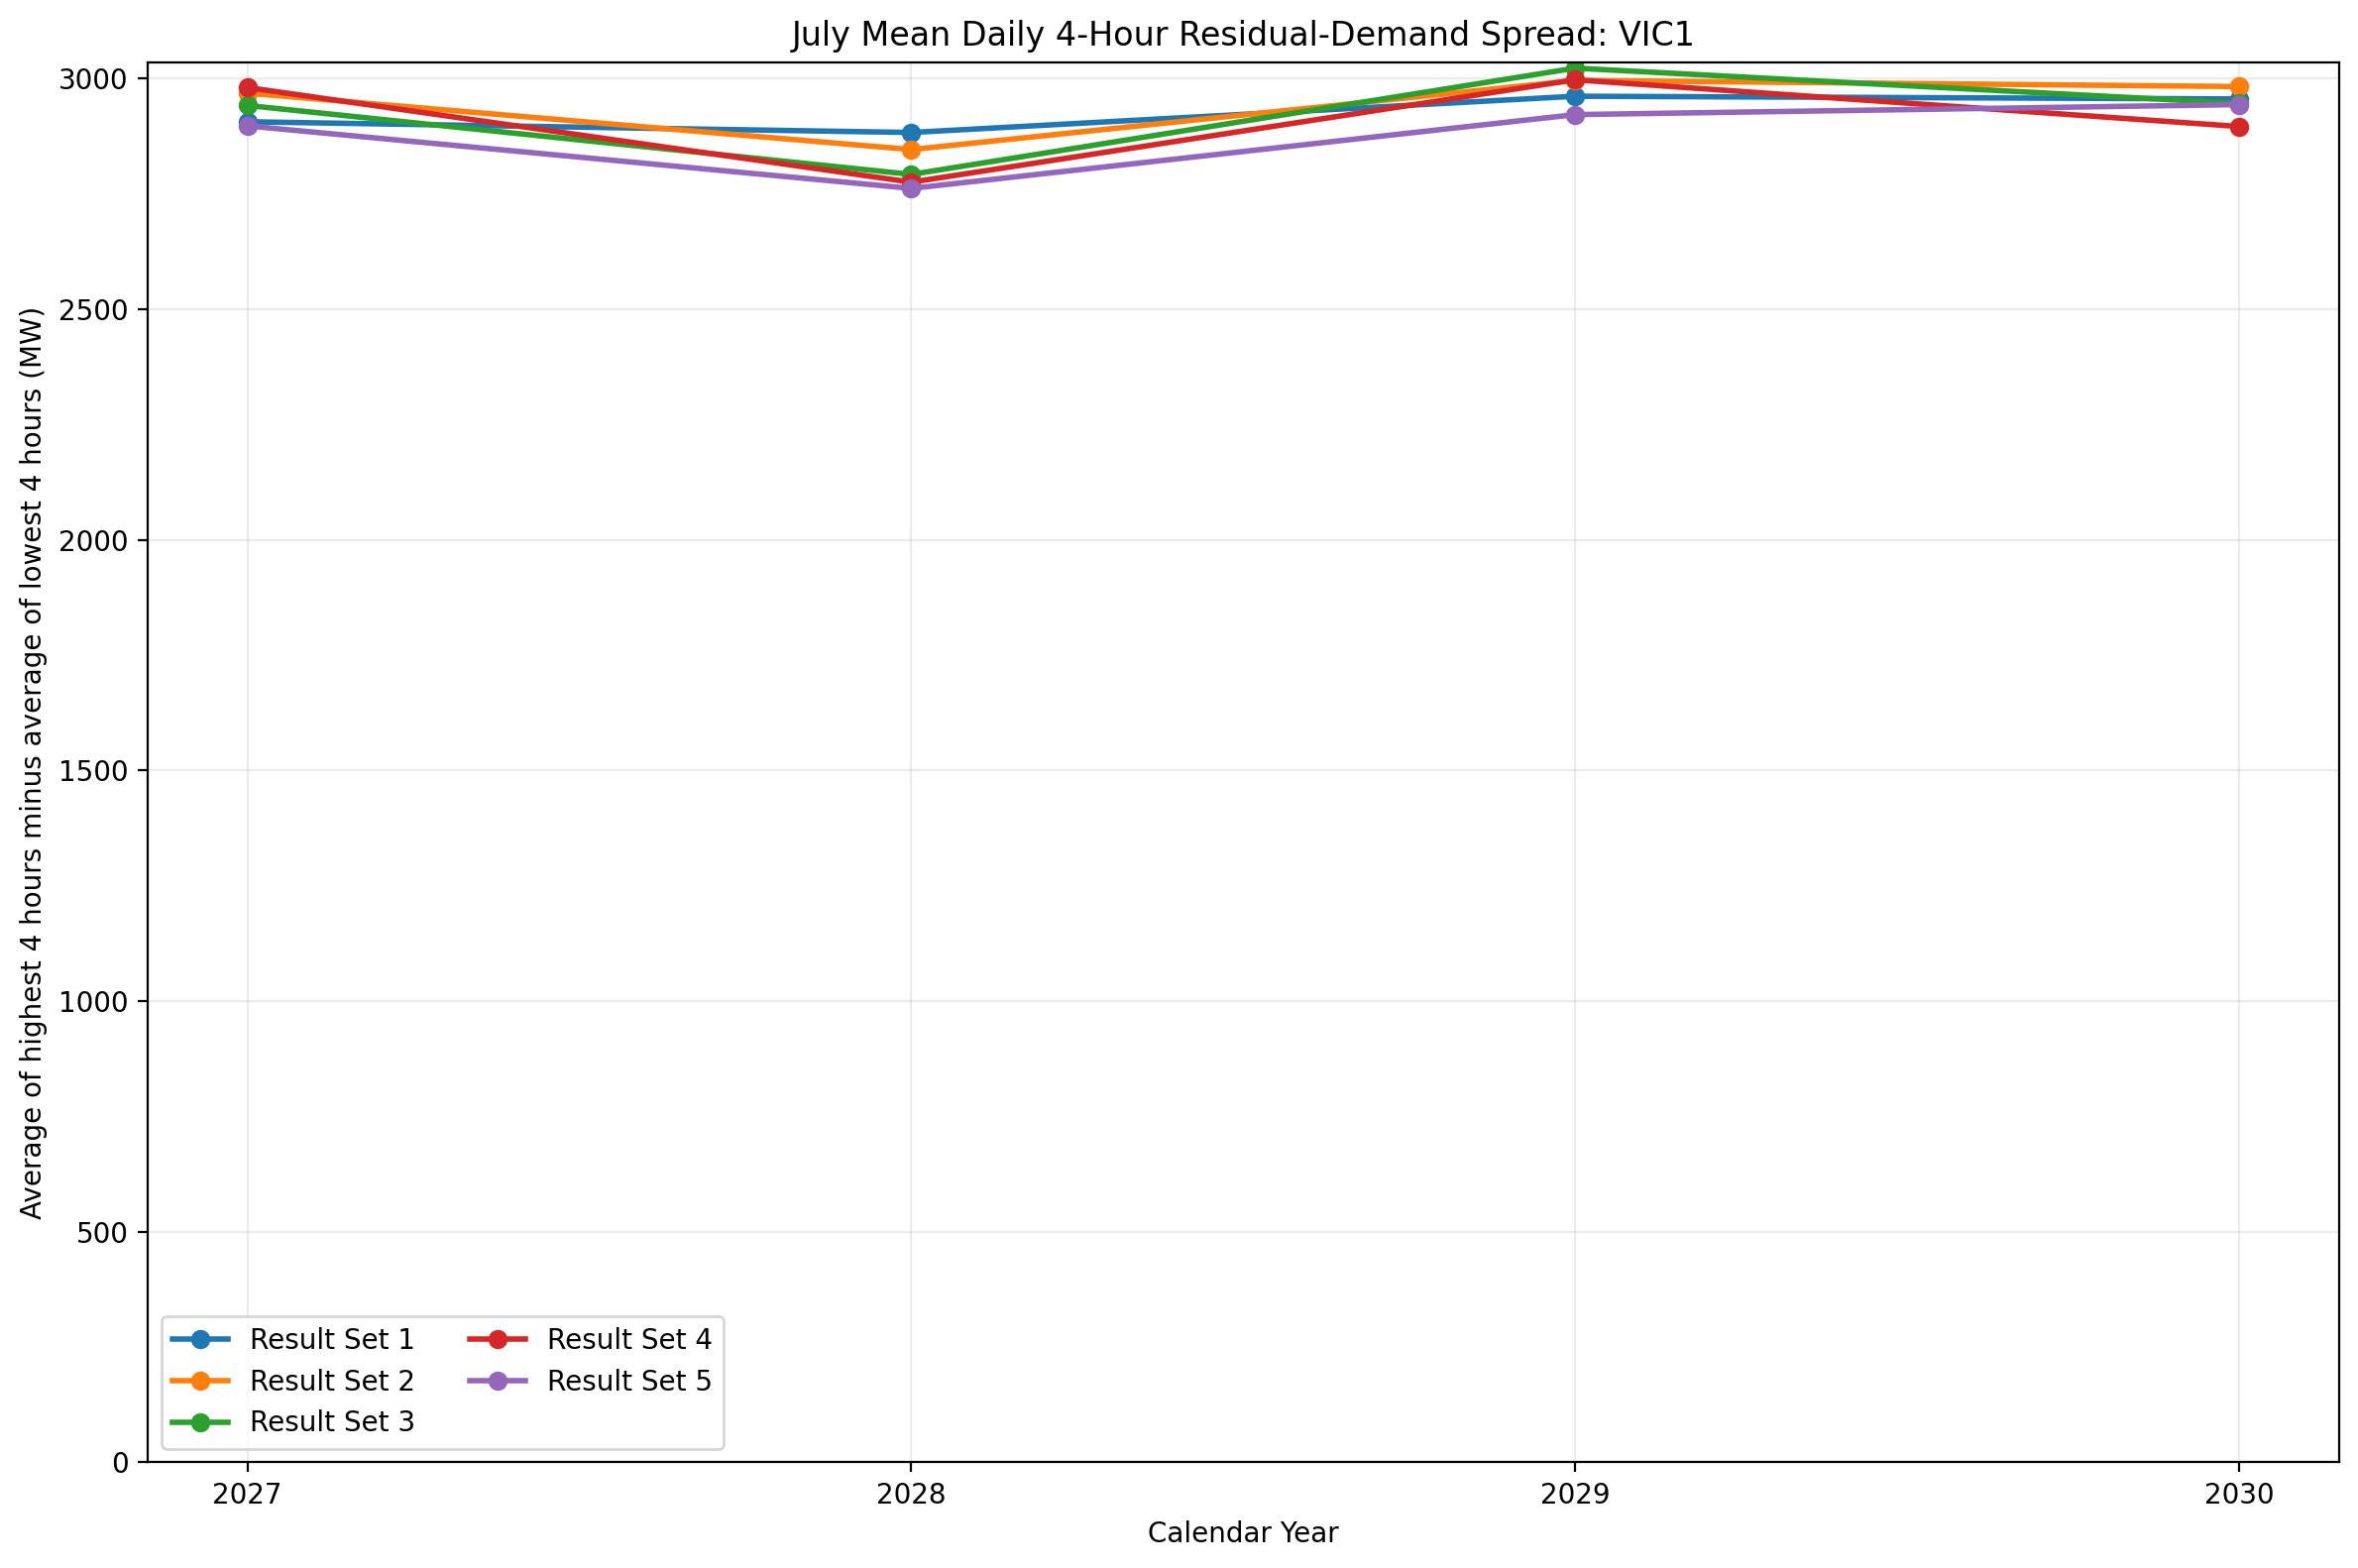 July Mean Daily 4-Hour Residual-Demand Spread: VIC1
Average of highest 4 hours minus average of lowest 4 hours (MW)
3000
2500
2000
1500
1000
500
0
Result Set 1
Result Set 2
Result Set 3
Result Set 4
Result Set 5
2027
2028
2029
2030
Calendar Year